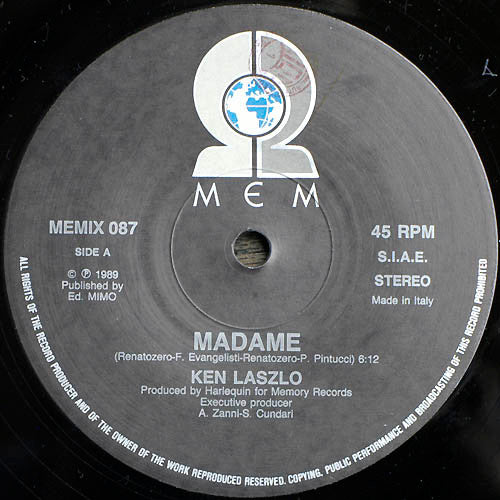 MEM
MEMIX 087
SIDE A
© ℗ 1989
Published by
Ed. MIMO
45 RPM
S.I.A.E.
STEREO
Made in Italy
MADAME
(Renatozero-F. Evangelisti-Renatozero-P. Pintucci) 6:12
KEN LASZLO
Produced by Harlequin for Memory Records
Executive producer
A. Zanni-S. Cundari
ALL RIGHTS OF THE RECORD PRODUCER AND OF THE OWNER OF THE WORK REPRODUCED RESERVED. COPYING, PUBLIC PERFORMANCE AND BROADCASTING OF THIS RECORD PROHIBITED